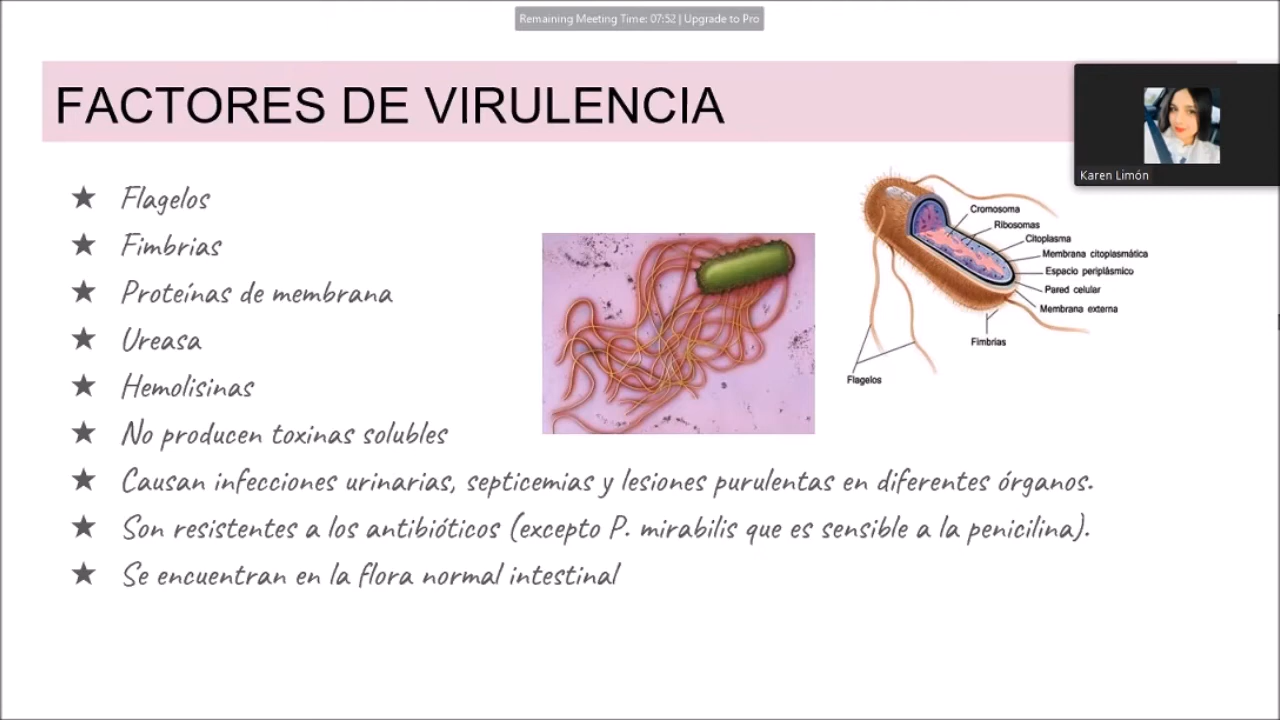 Remaining Meeting Time: 07:52 | Upgrade to Pro
FACTORES DE VIRULENCIA
Karen Limón
★ Flagelos
★ Fimbrias
★ Proteínas de membrana
★ Ureasa
★ Hemolisinas
★ No producen toxinas solubles
★ Causan infecciones urinarias, septicemias y lesiones purulentas en diferentes órganos.
★ Son resistentes a los antibióticos (excepto P. mirabilis que es sensible a la penicilina).
★ Se encuentran en la flora normal intestinal
Cromosoma
Ribosomas
Citoplasma
Membrana citoplasmática
Espacio periplásmico
Pared celular
Membrana externa
Fimbrias
Flagelos